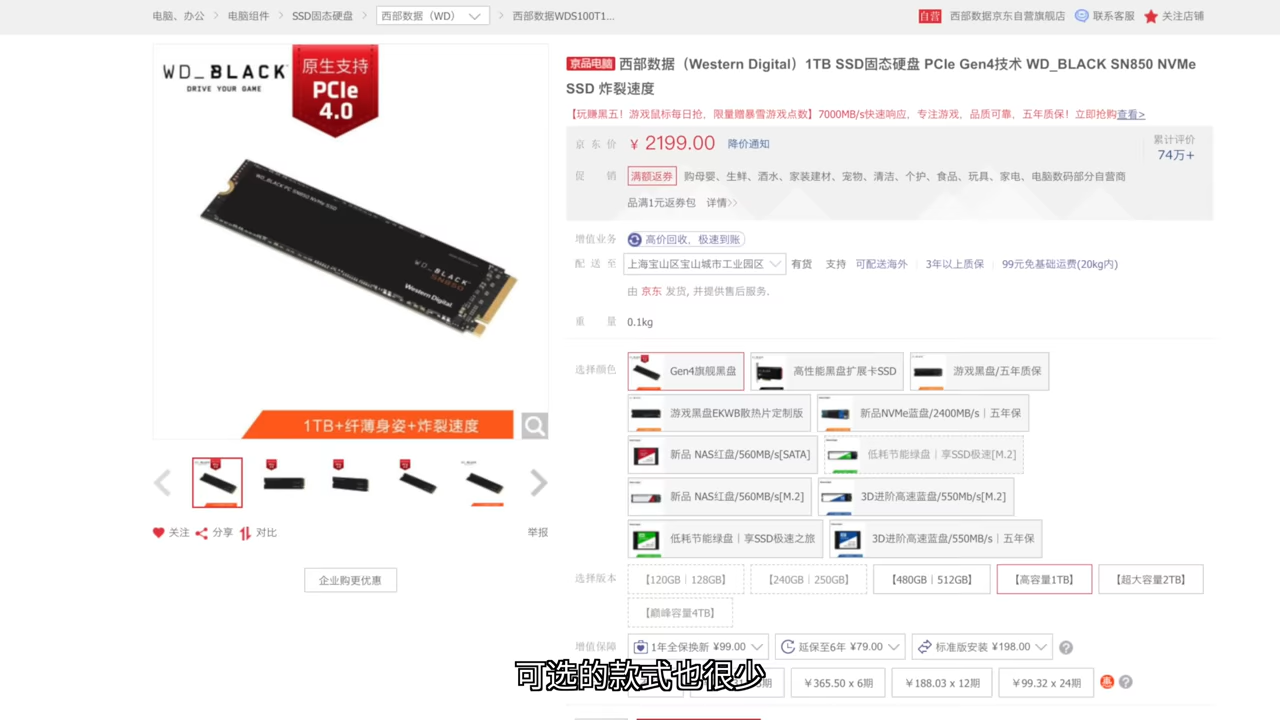 电脑、办公 > 电脑组件 > SSD固态硬盘 > 西部数据（WD） > 西部数据WDS100T1...
自营 西部数据京东自营旗舰店 联系客服 关注店铺
WD_BLACK
DRIVE YOUR GAME
原生支持
PCIe
4.0
WD_BLACK
SN850
Western Digital
1TB+纤薄身姿+炸裂速度
关注 分享 对比 举报
企业购更优惠
京品电脑 西部数据（Western Digital）1TB SSD固态硬盘 PCIe Gen4技术 WD_BLACK SN850 NVMe
SSD 炸裂速度
【玩赚黑五！游戏鼠标每日抢，限量赠暴雪游戏点数】7000MB/s快速响应，专注游戏，品质可靠，五年质保！立即抢购查看>
京东价 ￥2199.00 降价通知
累计评价
74万+
促销 满额返券 购母婴、生鲜、酒水、家装建材、宠物、清洁、个护、食品、玩具、家电、电脑数码部分自营商
品满1元返券包 详情>>
增值业务 高价回收，极速到账
配送至 上海宝山区宝山城市工业园区 有货 支持 可配送海外 3年以上质保 99元免基础运费(20kg内)
由 京东 发货, 并提供售后服务.
重量 0.1kg
选择颜色 Gen4旗舰黑盘 高性能黑盘扩展卡SSD 游戏黑盘/五年质保
游戏黑盘EKWB散热片定制版 新品NVMe蓝盘/2400MB/s｜五年保
新品 NAS红盘/560MB/s[SATA] 低耗节能绿盘｜享SSD极速[M.2]
新品 NAS红盘/560MB/s[M.2] 3D进阶高速蓝盘/550Mb/s[M.2]
低耗节能绿盘｜享SSD极速之旅 3D进阶高速蓝盘/550MB/s｜五年保
选择版本 【120GB｜128GB】 【240GB｜250GB】 【480GB｜512GB】 【高容量1TB】 【超大容量2TB】
【巅峰容量4TB】
增值保障 1年全保换新 ¥99.00 延保至6年 ¥79.00 标准版安装 ¥198.00
￥365.50 x 6期 ￥188.03 x 12期 ￥99.32 x 24期 惠
可选的款式也很少